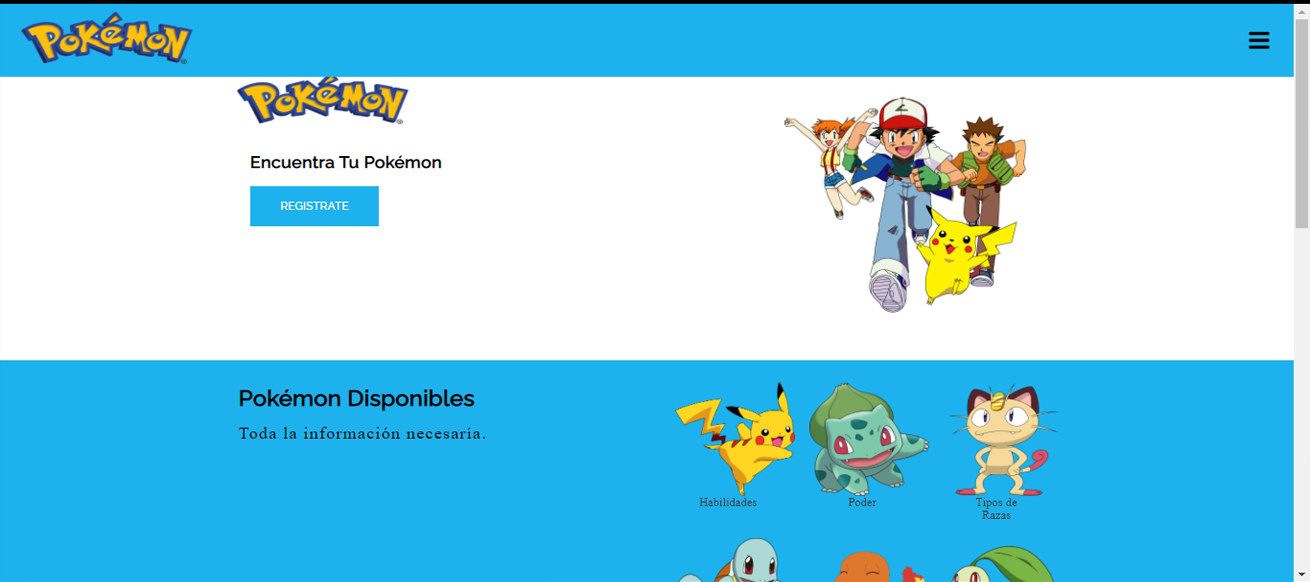 POKéMON
POKéMON
Encuentra Tu Pokémon
REGISTRATE
Pokémon Disponibles
Toda la información necesaria.
Habilidades
Poder
Tipos de
Razas